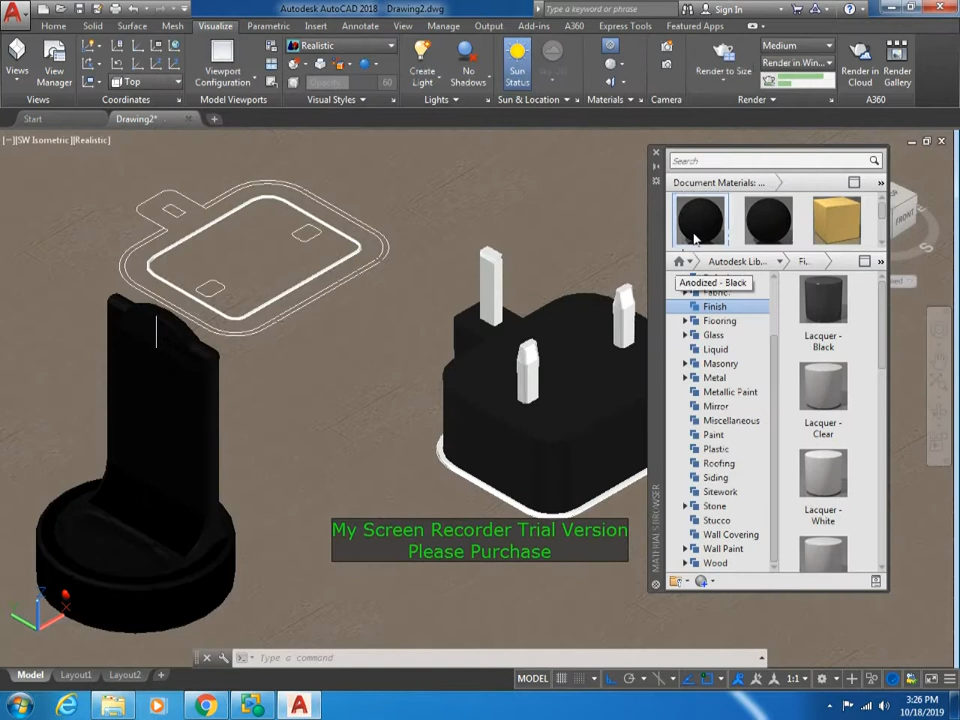 Autodesk AutoCAD 2018 Drawing2.dwg
Type a keyword or phrase
Sign In
Home Solid Surface Mesh Visualize Parametric Insert Annotate View Manage Output Add-ins A360 Express Tools Featured Apps
Realistic
Medium
Render in Win...
Views
View Manager
Top
Viewport Configuration
Opacity 60
Create Light
No Shadows
Sun Status
Render to Size
Render in Cloud
Render Gallery
Views Coordinates Model Viewports Visual Styles Lights Sun & Location Materials Camera Render A360
Start Drawing2*
[−][SW Isometric][Realistic]
Search
Document Materials: ...
FRONT
S
Autodesk Lib... Fi...
Anodized - Black
Fabric
Finish
Flooring
Glass
Liquid
Masonry
Metal
Metallic Paint
Mirror
Miscellaneous
Paint
Plastic
Roofing
Siding
Sitework
Stone
Stucco
Wall Covering
Wall Paint
Wood
Lacquer - Black
Lacquer - Clear
Lacquer - White
MATERIALS BROWSER
My Screen Recorder Trial Version
Please Purchase
Type a command
Model Layout1 Layout2
MODEL
1:1
3:26 PM
10/18/2019